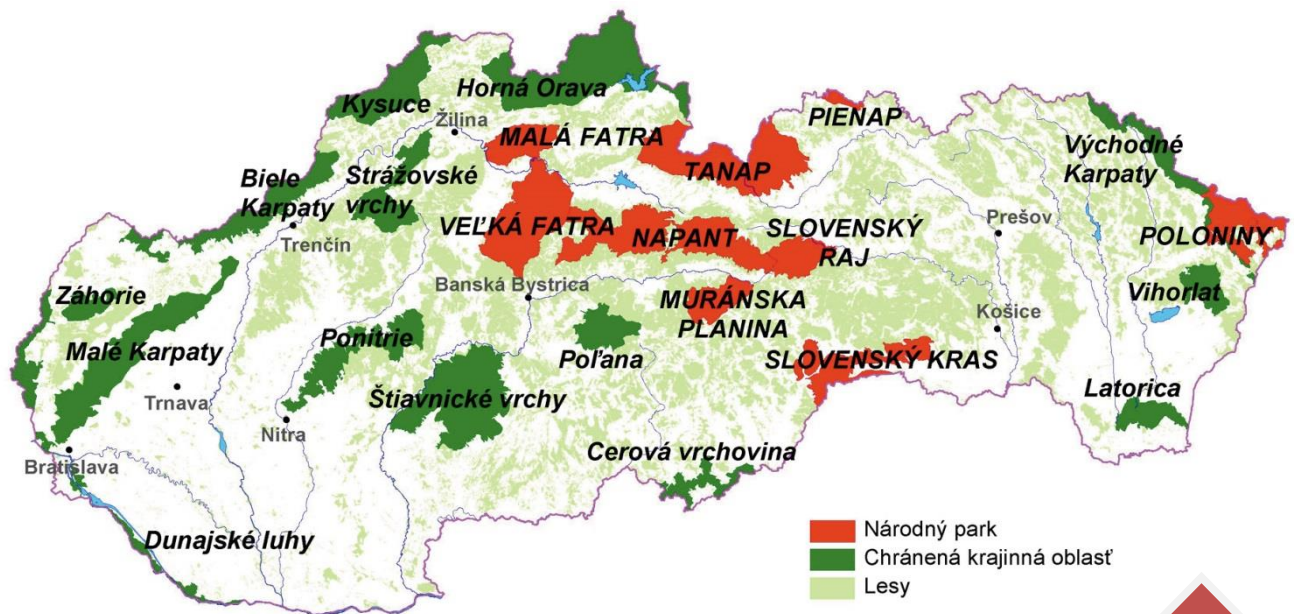 Horná Orava
Kysuce
Žilina
PIENAP
MALÁ FATRA
TANAP
Východné
Karpaty
Strážovské
vrchy
Biele
Karpaty
Trenčín
VEĽKÁ FATRA
NAPANT
SLOVENSKÝ
RAJ
Prešov
POLONINY
Banská Bystrica
MURÁNSKA
PLANINA
Záhorie
Vihorlat
Malé Karpaty
Ponitrie
Košice
Poľana
SLOVENSKÝ KRAS
Štiavnické vrchy
Trnava
Nitra
Latorica
Bratislava
Cerová vrchovina
Dunajské luhy
Národný park
Chránená krajinná oblasť
Lesy